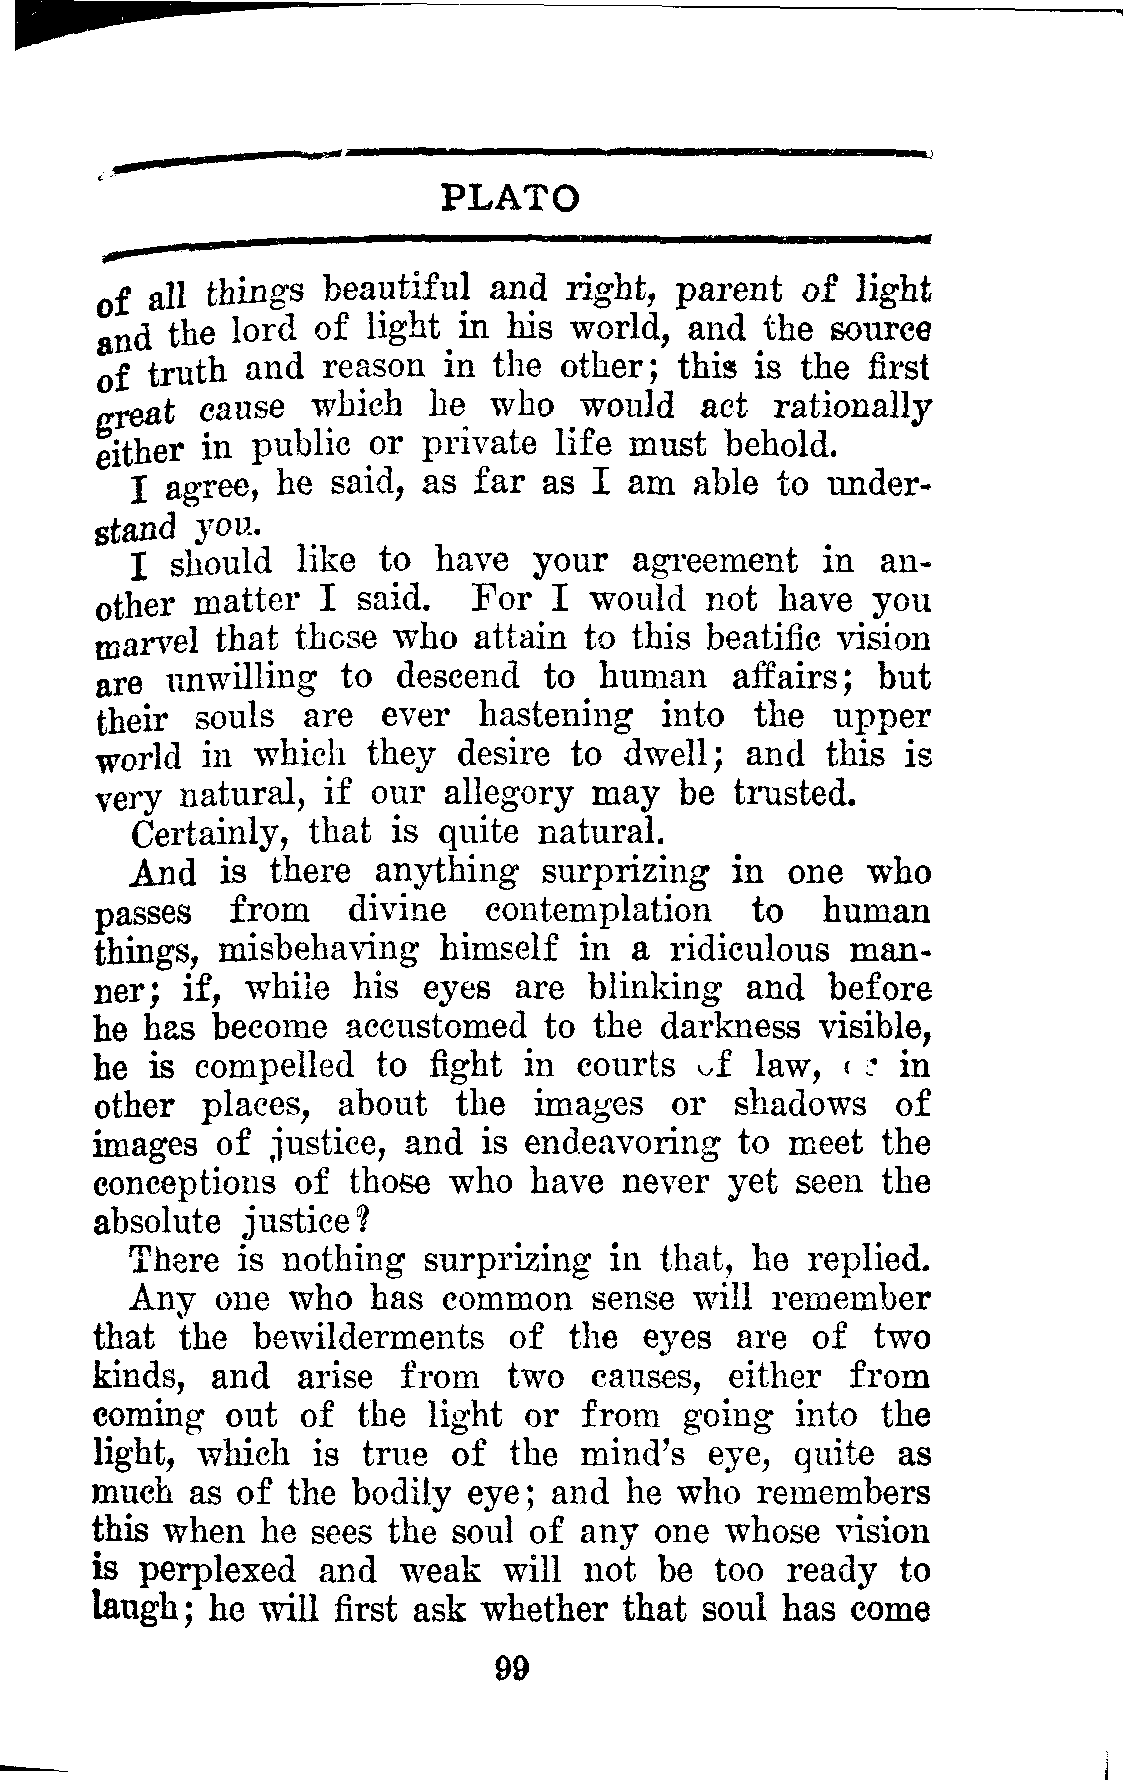 PLATO
of all things beautiful and right, parent of light
and the lord of light in his world, and the source
of truth and reason in the other; this is the first
great cause which he who would act rationally
either in public or private life must behold.
I agree, he said, as far as I am able to under-
stand you.
I should like to have your agreement in an-
other matter I said. For I would not have you
marvel that those who attain to this beatific vision
are unwilling to descend to human affairs; but
their souls are ever hastening into the upper
world in which they desire to dwell; and this is
very natural, if our allegory may be trusted.
Certainly, that is quite natural.
And is there anything surprizing in one who
passes from divine contemplation to human
things, misbehaving himself in a ridiculous man-
ner; if, while his eyes are blinking and before
he has become accustomed to the darkness visible,
he is compelled to fight in courts of law, or in
other places, about the images or shadows of
images of justice, and is endeavoring to meet the
conceptions of those who have never yet seen the
absolute justice?
There is nothing surprizing in that, he replied.
Any one who has common sense will remember
that the bewilderments of the eyes are of two
kinds, and arise from two causes, either from
coming out of the light or from going into the
light, which is true of the mind's eye, quite as
much as of the bodily eye; and he who remembers
this when he sees the soul of any one whose vision
is perplexed and weak will not be too ready to
laugh; he will first ask whether that soul has come
99